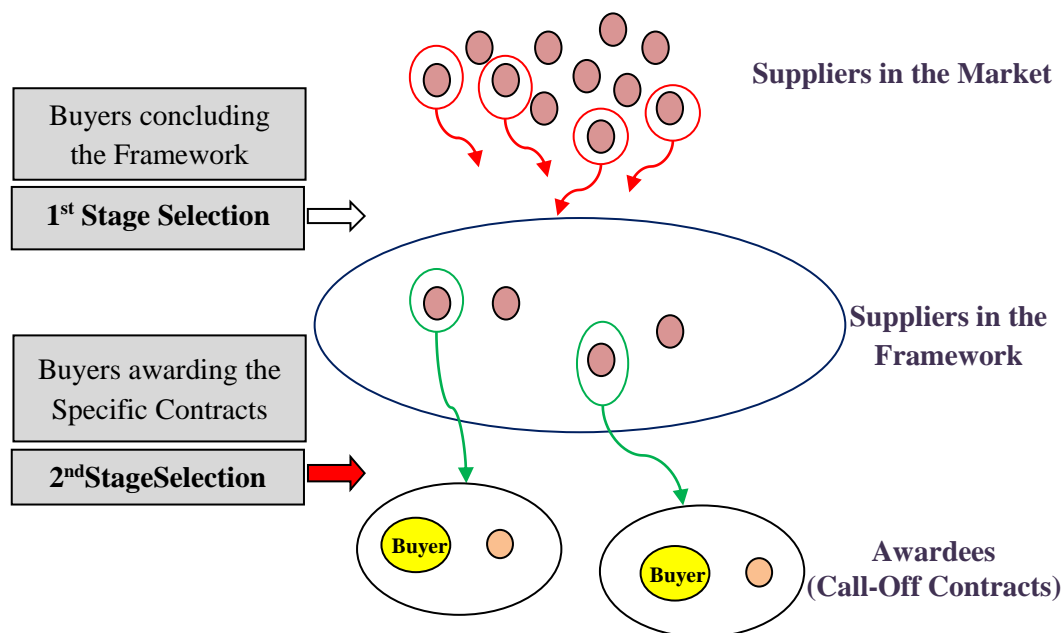 Suppliers in the Market
Buyers concluding
the Framework
1st Stage Selection
Suppliers in the
Framework
Buyers awarding the
Specific Contracts
2ndStageSelection
Buyer
Buyer
Awardees
(Call-Off Contracts)